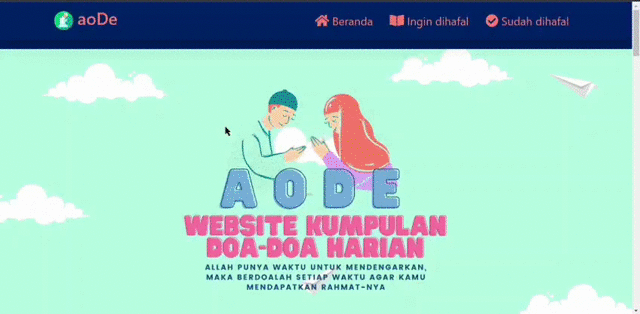 aoDe
Beranda
Ingin dihafal
Sudah dihafal
AODE
WEBSITE KUMPULAN
DOA-DOA HARIAN
ALLAH PUNYA WAKTU UNTUK MENDENGARKAN,
MAKA BERDOALAH SETIAP WAKTU AGAR KAMU
MENDAPATKAN RAHMAT-NYA